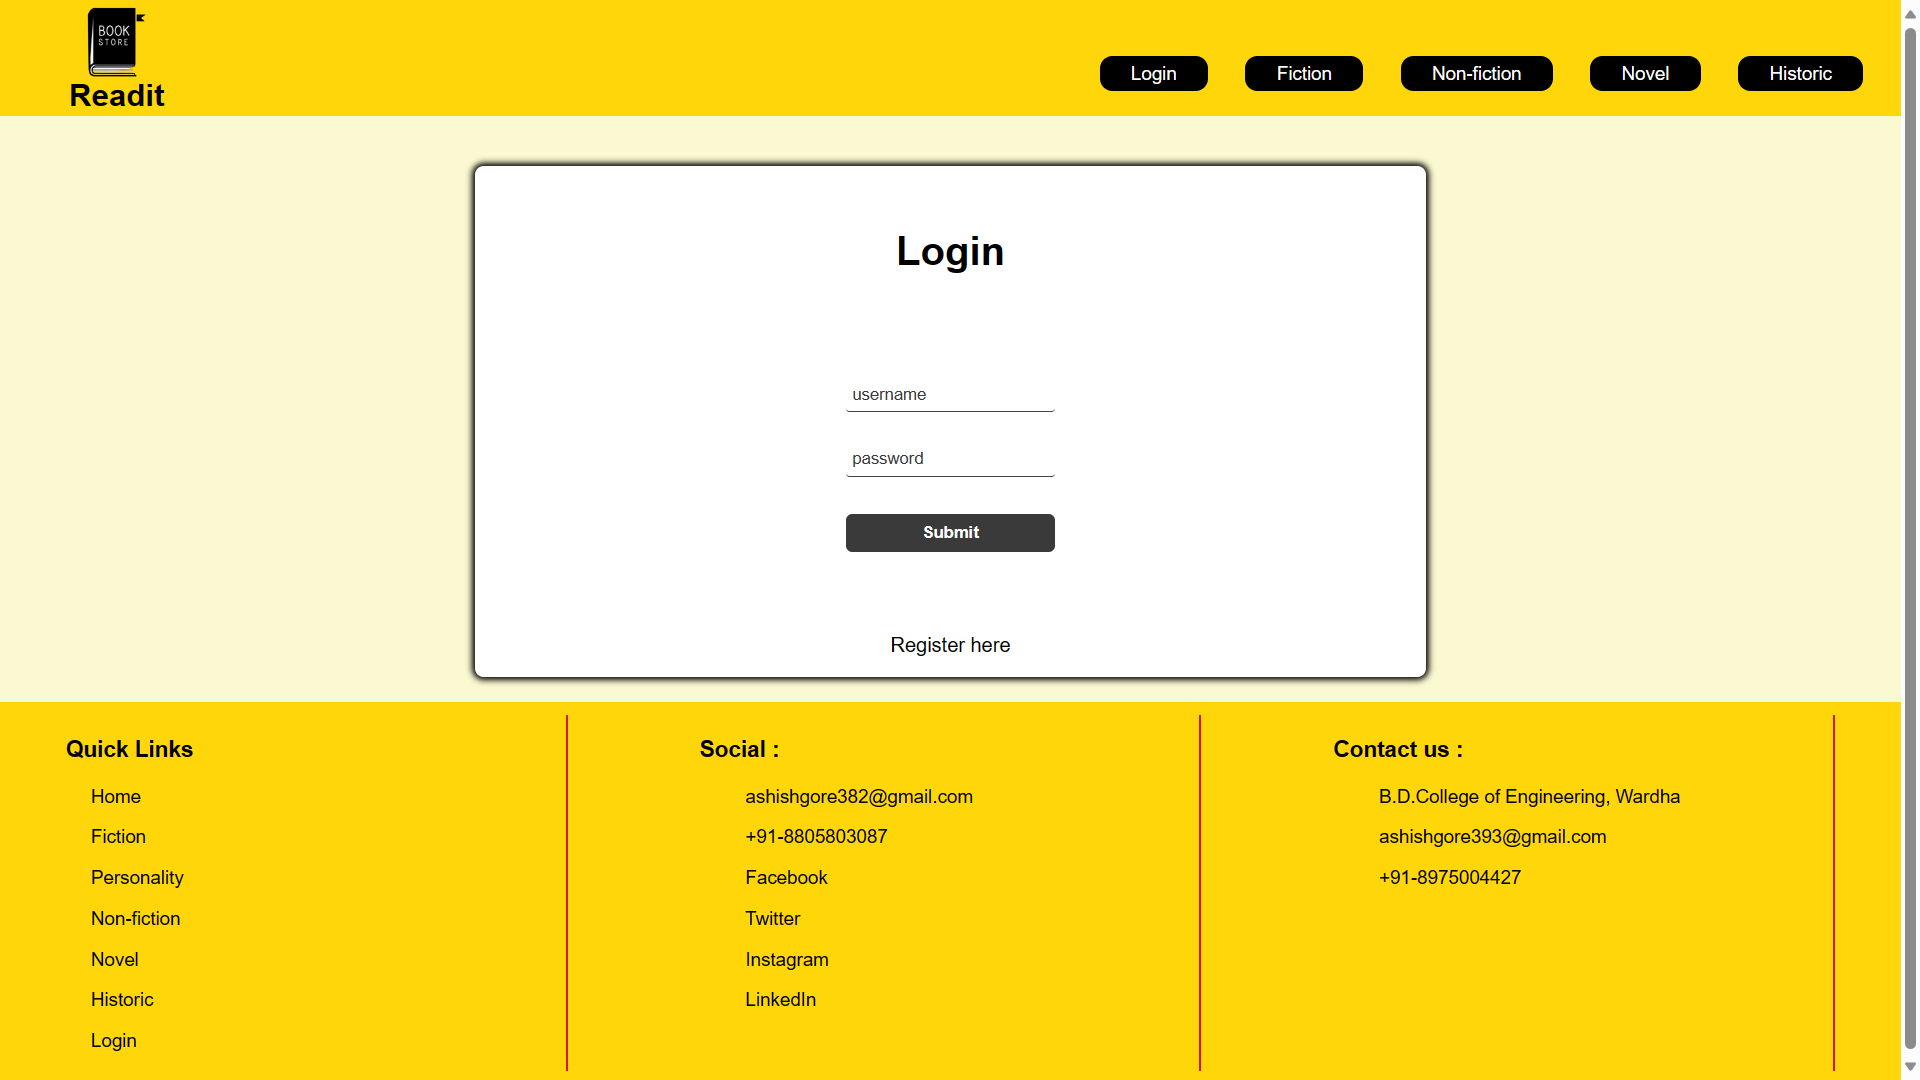 BOOK
STORE
Readit
Login
Fiction
Non-fiction
Novel
Historic
Login
username
password
Submit
Register here
Quick Links
Home
Fiction
Personality
Non-fiction
Novel
Historic
Login
Social :
ashishgore382@gmail.com
+91-8805803087
Facebook
Twitter
Instagram
LinkedIn
Contact us :
B.D.College of Engineering, Wardha
ashishgore393@gmail.com
+91-8975004427